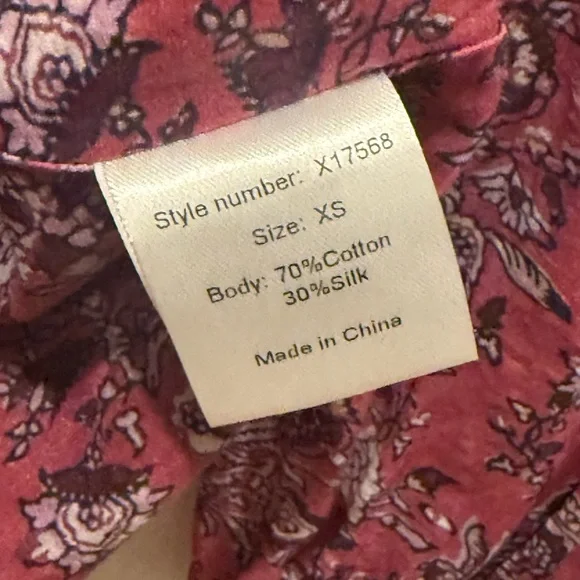 Style number: X17568
Size: XS
Body: 70%Cotton
30%Silk
Made in China